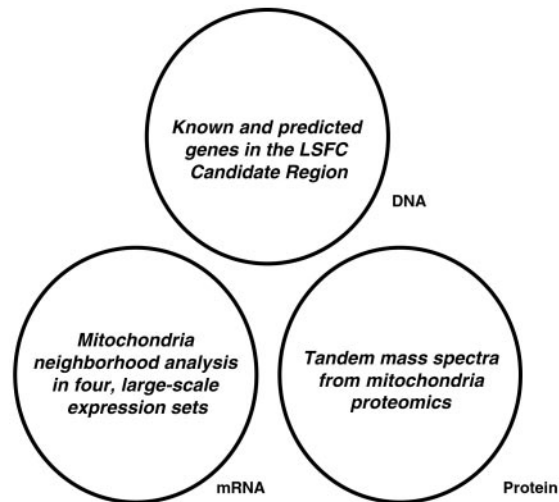 Known and predicted
genes in the LSFC
Candidate Region
DNA
Mitochondria
neighborhood analysis
in four, large-scale
expression sets
mRNA
Tandem mass spectra
from mitochondria
proteomics
Protein